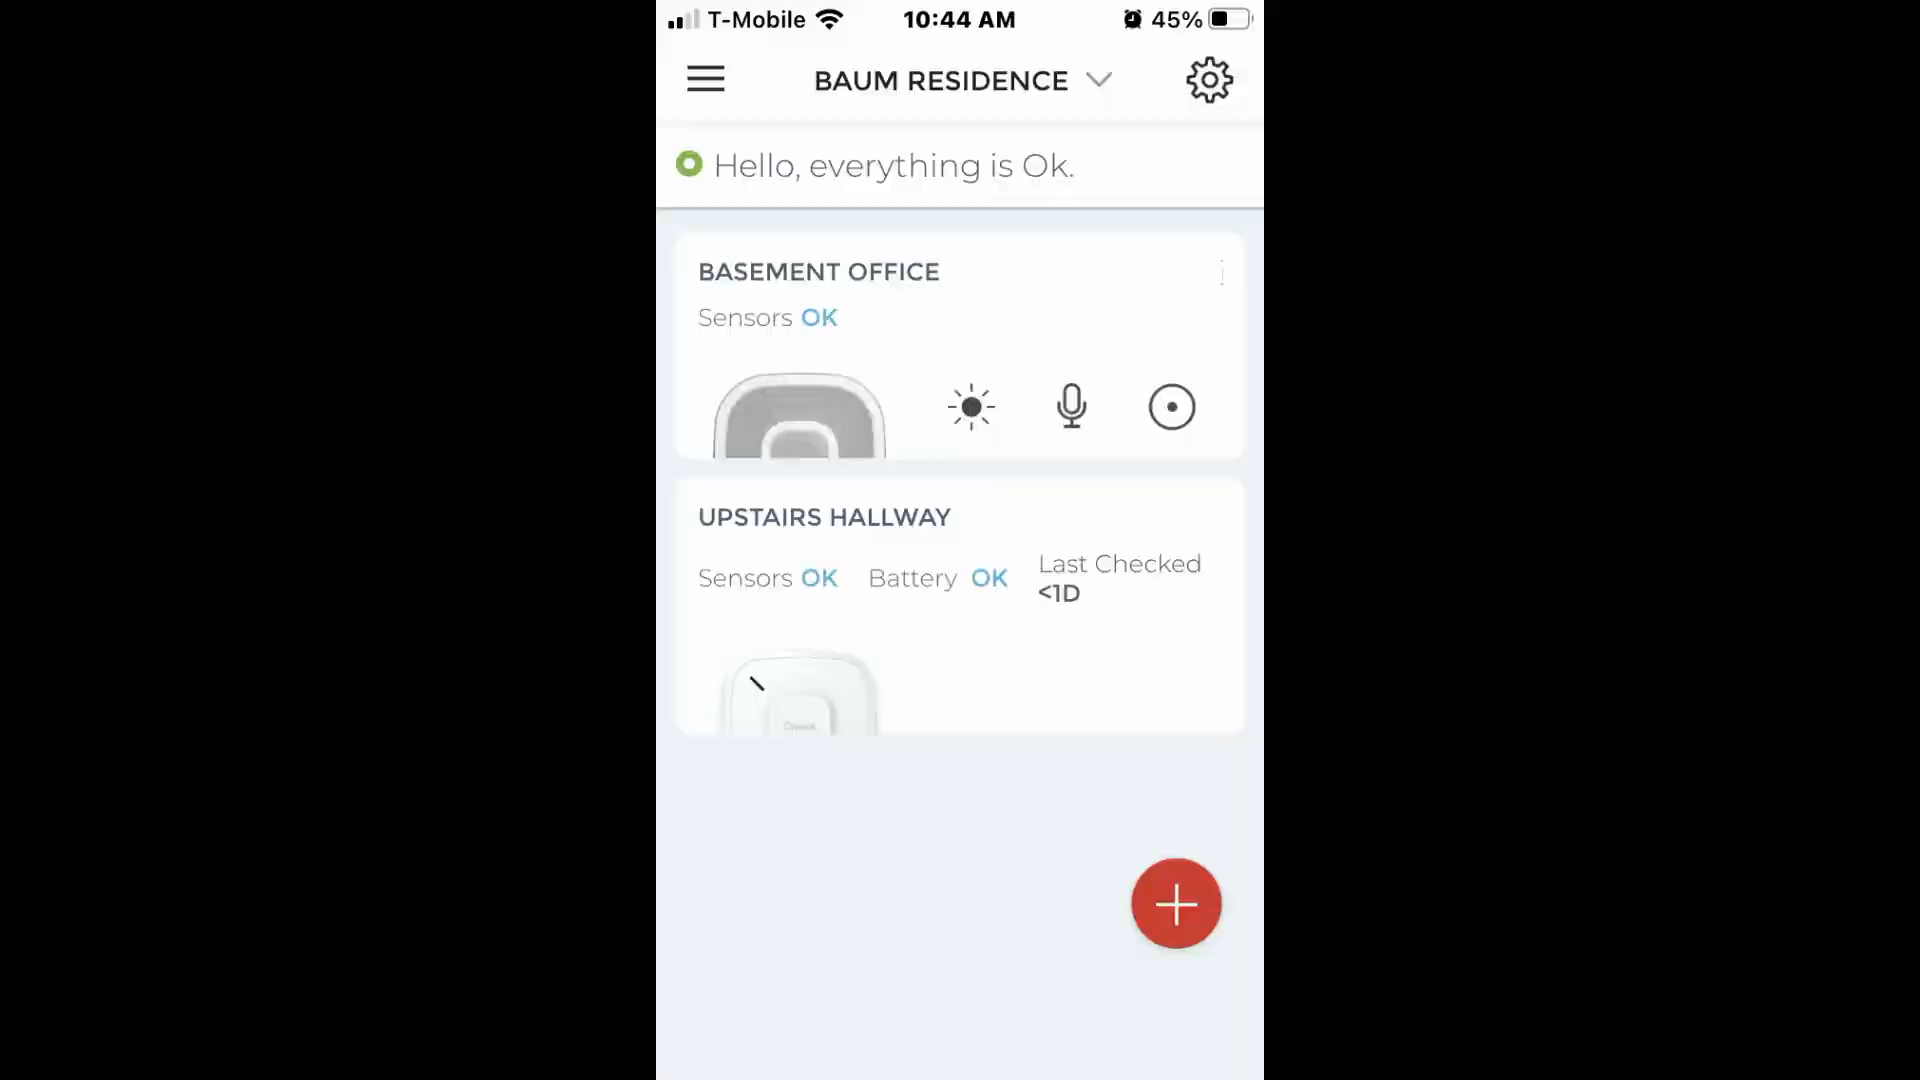 T-Mobile 10:44 AM 45%
BAUM RESIDENCE
Hello, everything is Ok.
BASEMENT OFFICE
Sensors OK
UPSTAIRS HALLWAY
Sensors OK Battery OK Last Checked
<1D